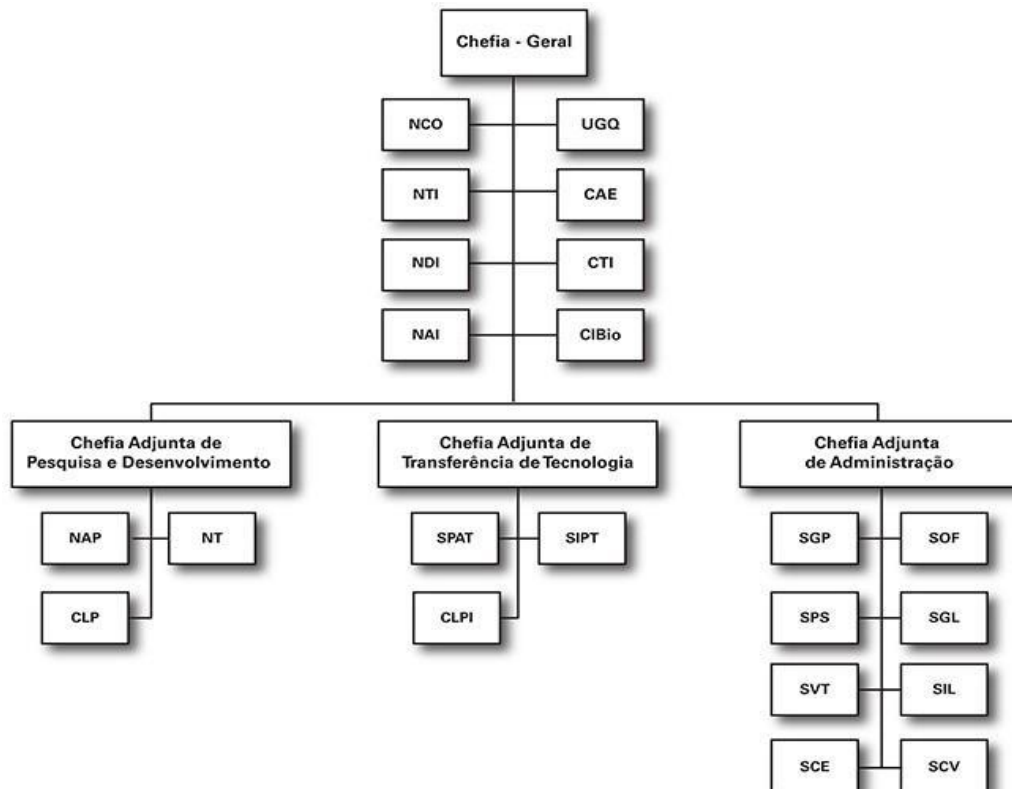 Chefia - Geral
NCO
UGQ
NTI
CAE
NDI
CTI
NAI
CIBio
Chefia Adjunta de
Pesquisa e Desenvolvimento
Chefia Adjunta de
Transferência de Tecnologia
Chefia Adjunta
de Administração
NAP
NT
CLP
SPAT
SIPT
CLPI
SGP
SOF
SPS
SGL
SVT
SIL
SCE
SCV